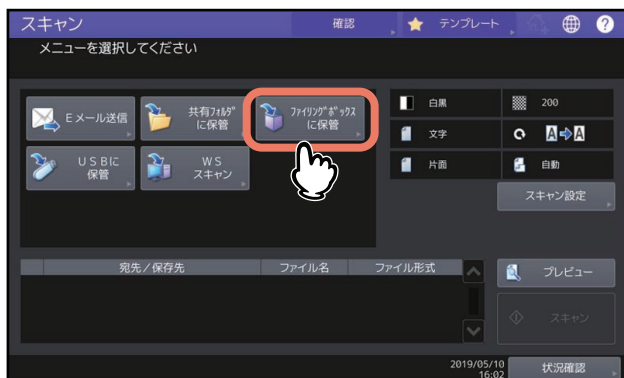 スキャン
確認
テンプレート
?
メニューを選択してください
Eメール送信
共有ﾌｫﾙﾀﾞ
に保管
ﾌｧｲﾘﾝｸﾞﾎﾞｯｸｽ
に保管
USBに
保管
WS
スキャン
白黒
200
文字
A
A
片面
自動
スキャン設定
宛先/保存先
ファイル名
ファイル形式
プレビュー
スキャン
2019/05/10
16:02
状況確認